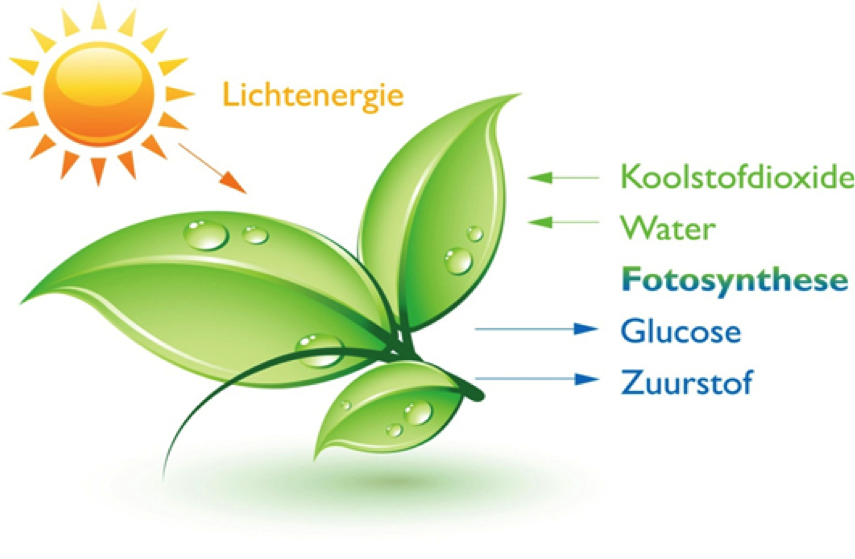 Lichtenergie
Koolstofdioxide
Water
Fotosynthese
Glucose
Zuurstof